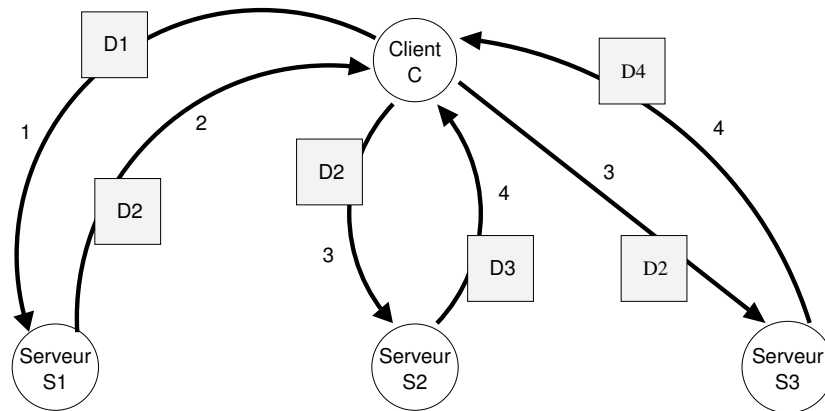 D1
Client
C
D4
1
2
4
3
D2
D2
4
3
D3
D2
Serveur
S1
Serveur
S2
Serveur
S3